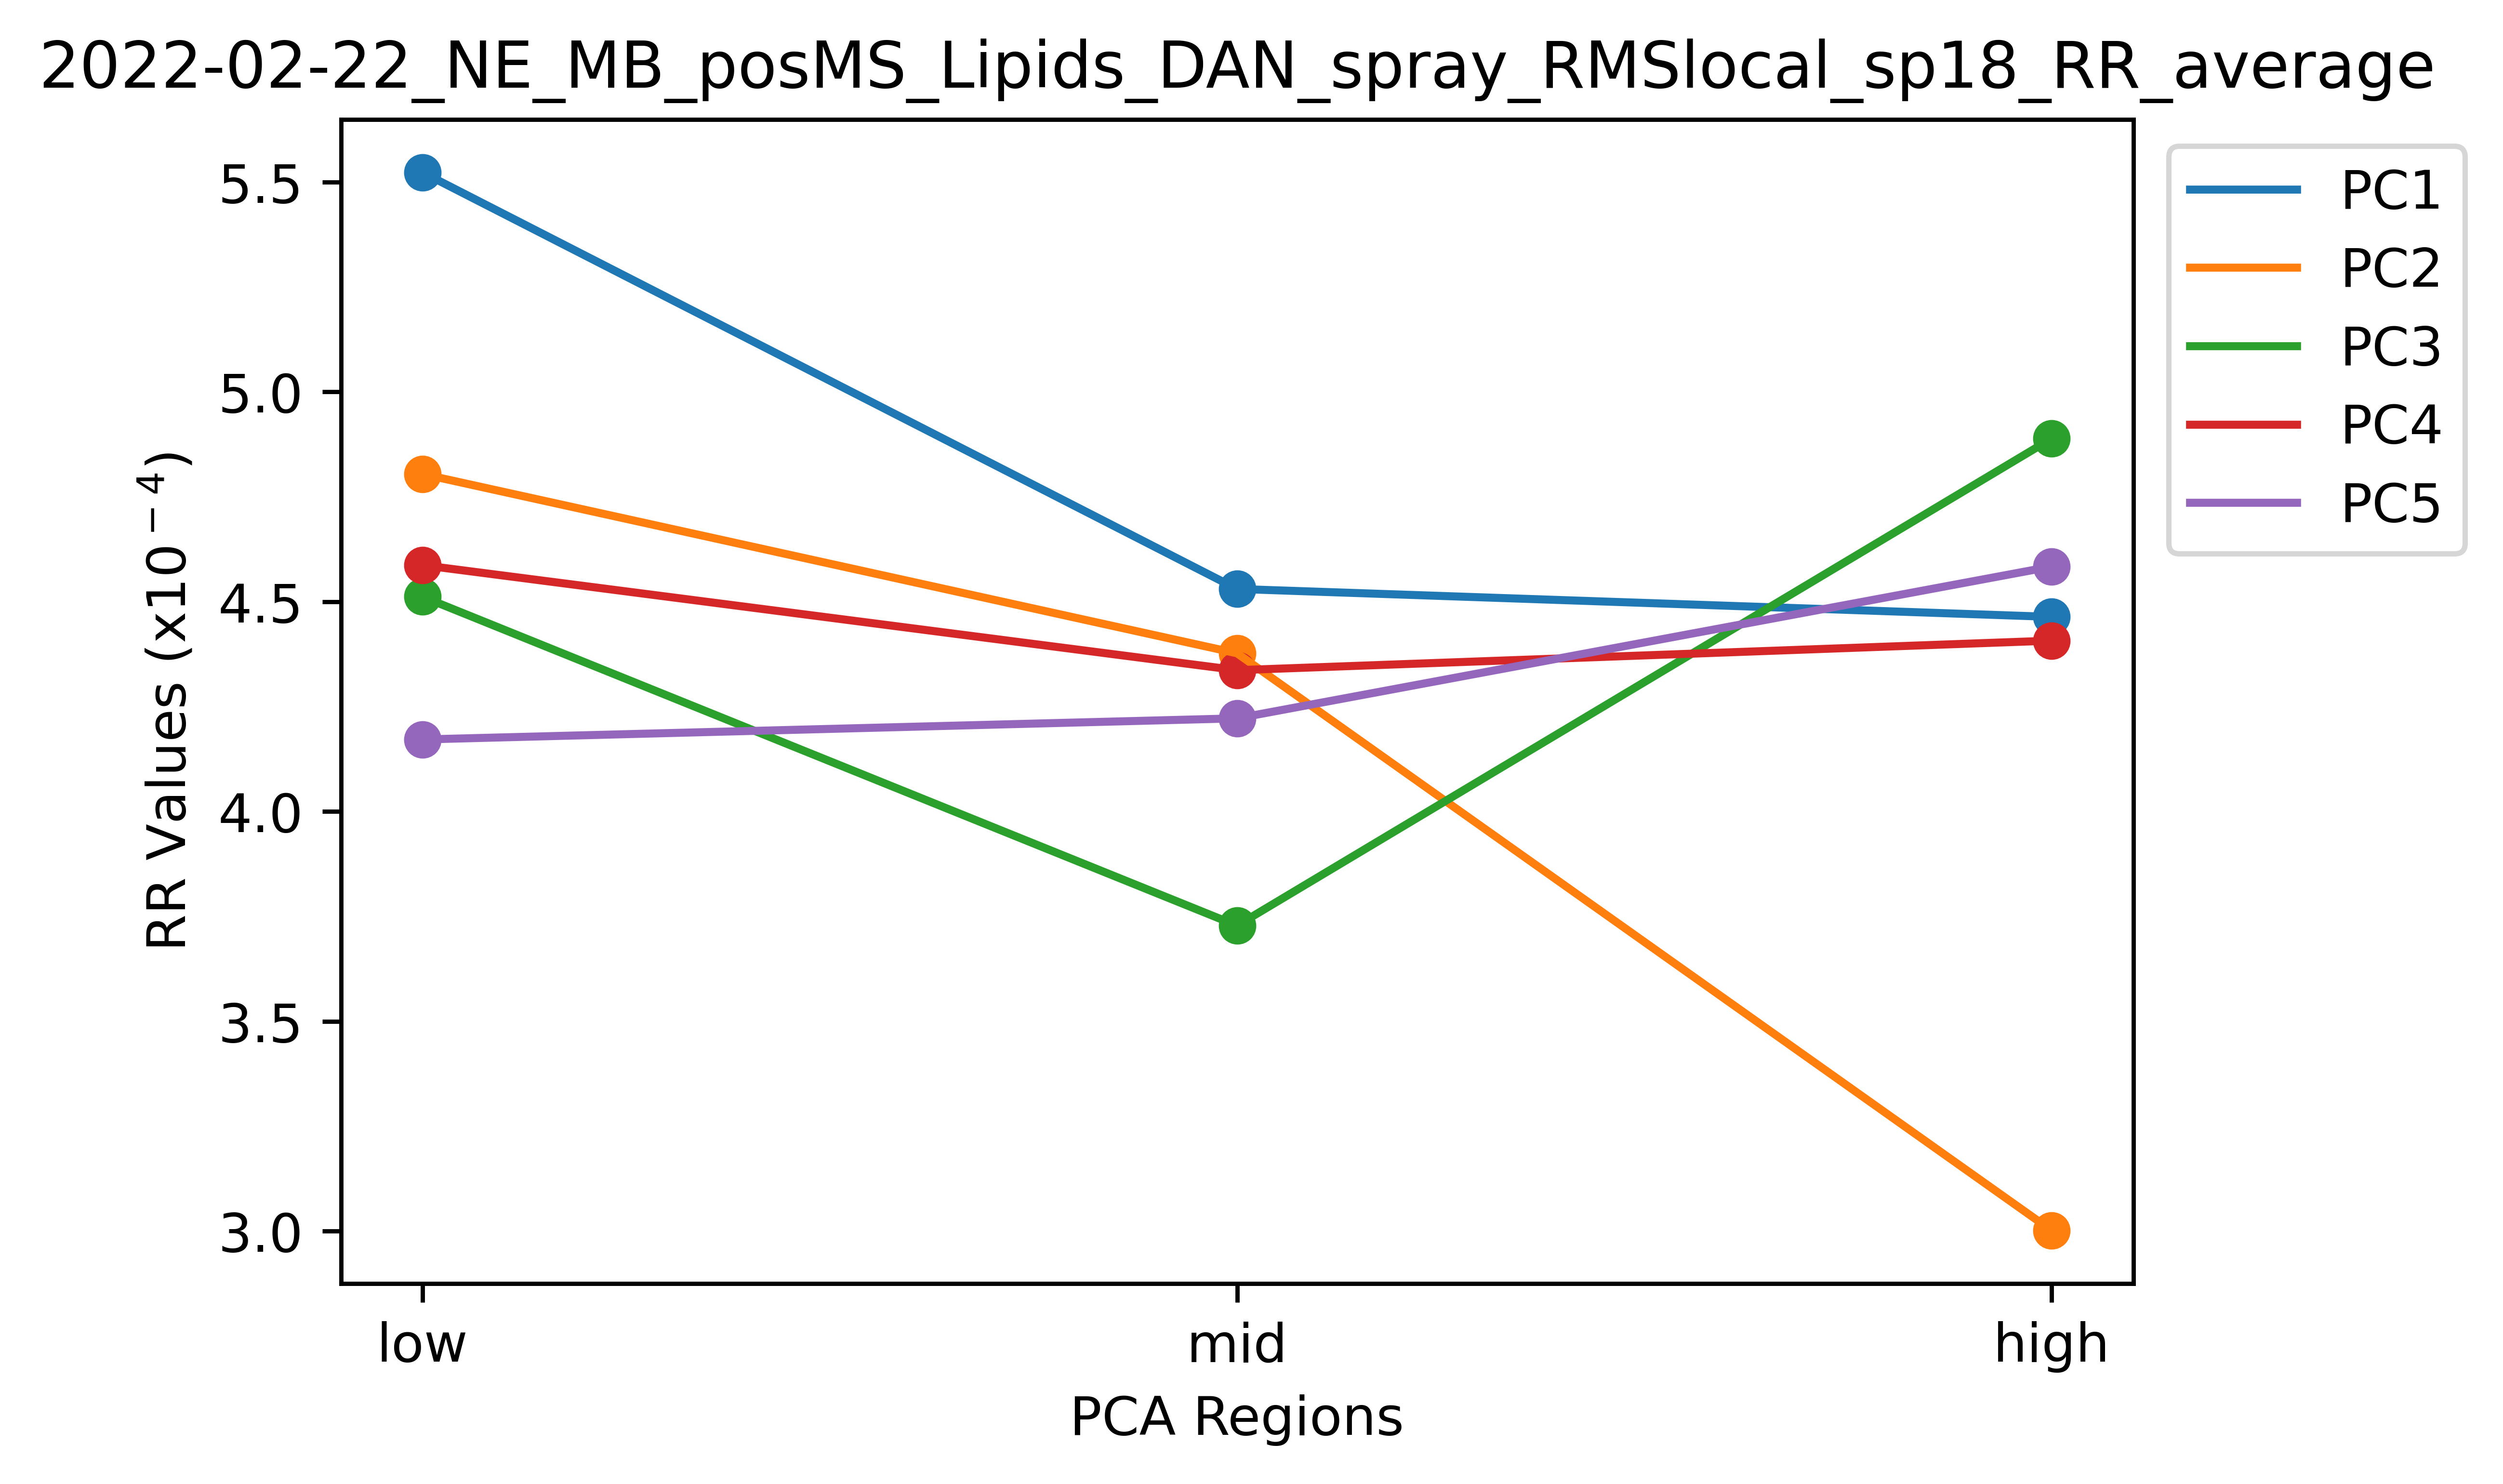 2022-02-22_NE_MB_posMS_Lipids_DAN_spray_RMSlocal_sp18_RR_average
RR Values (x10⁻⁴)
5.5
5.0
4.5
4.0
3.5
3.0
low mid high
PCA Regions
PC1
PC2
PC3
PC4
PC5